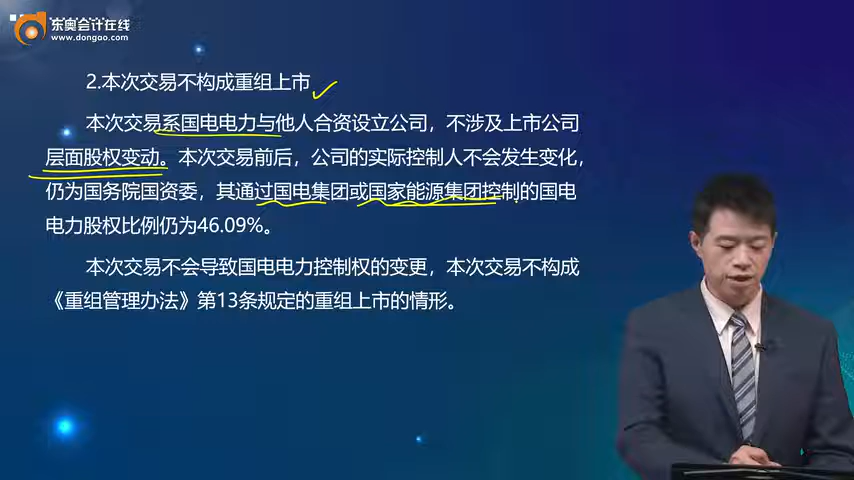 东奥会计在线
www.dongao.com
2.本次交易不构成重组上市
本次交易系国电电力与他人合资设立公司，不涉及上市公司
层面股权变动。本次交易前后，公司的实际控制人不会发生变化，
仍为国务院国资委，其通过国电集团或国家能源集团控制的国电
电力股权比例仍为46.09%。
本次交易不会导致国电电力控制权的变更，本次交易不构成
《重组管理办法》第13条规定的重组上市的情形。